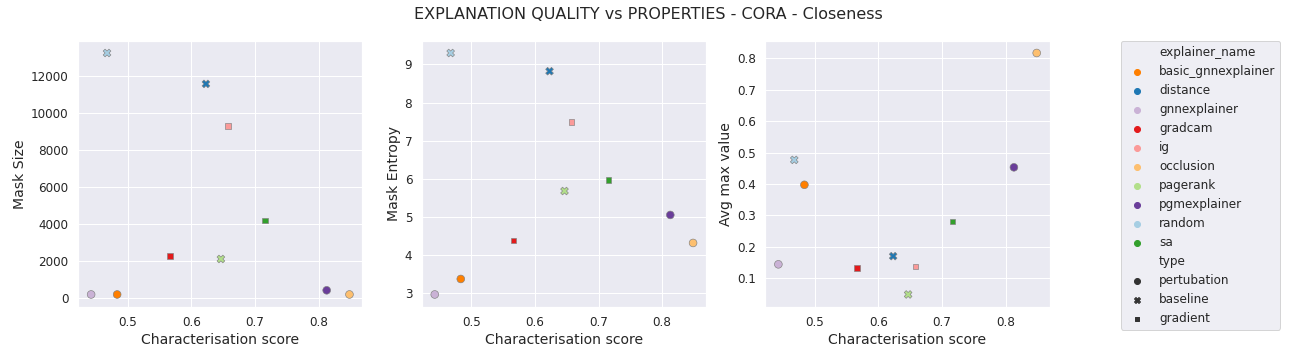 EXPLANATION QUALITY vs PROPERTIES - CORA - Closeness
Mask Size
12000
10000
8000
6000
4000
2000
0
0.5 0.6 0.7 0.8
Characterisation score
Mask Entropy
9
8
7
6
5
4
3
0.5 0.6 0.7 0.8
Characterisation score
Avg max value
0.8
0.7
0.6
0.5
0.4
0.3
0.2
0.1
0.5 0.6 0.7 0.8
Characterisation score
explainer_name
basic_gnnexplainer
distance
gnnexplainer
gradcam
ig
occlusion
pagerank
pgmexplainer
random
sa
type
pertubation
baseline
gradient